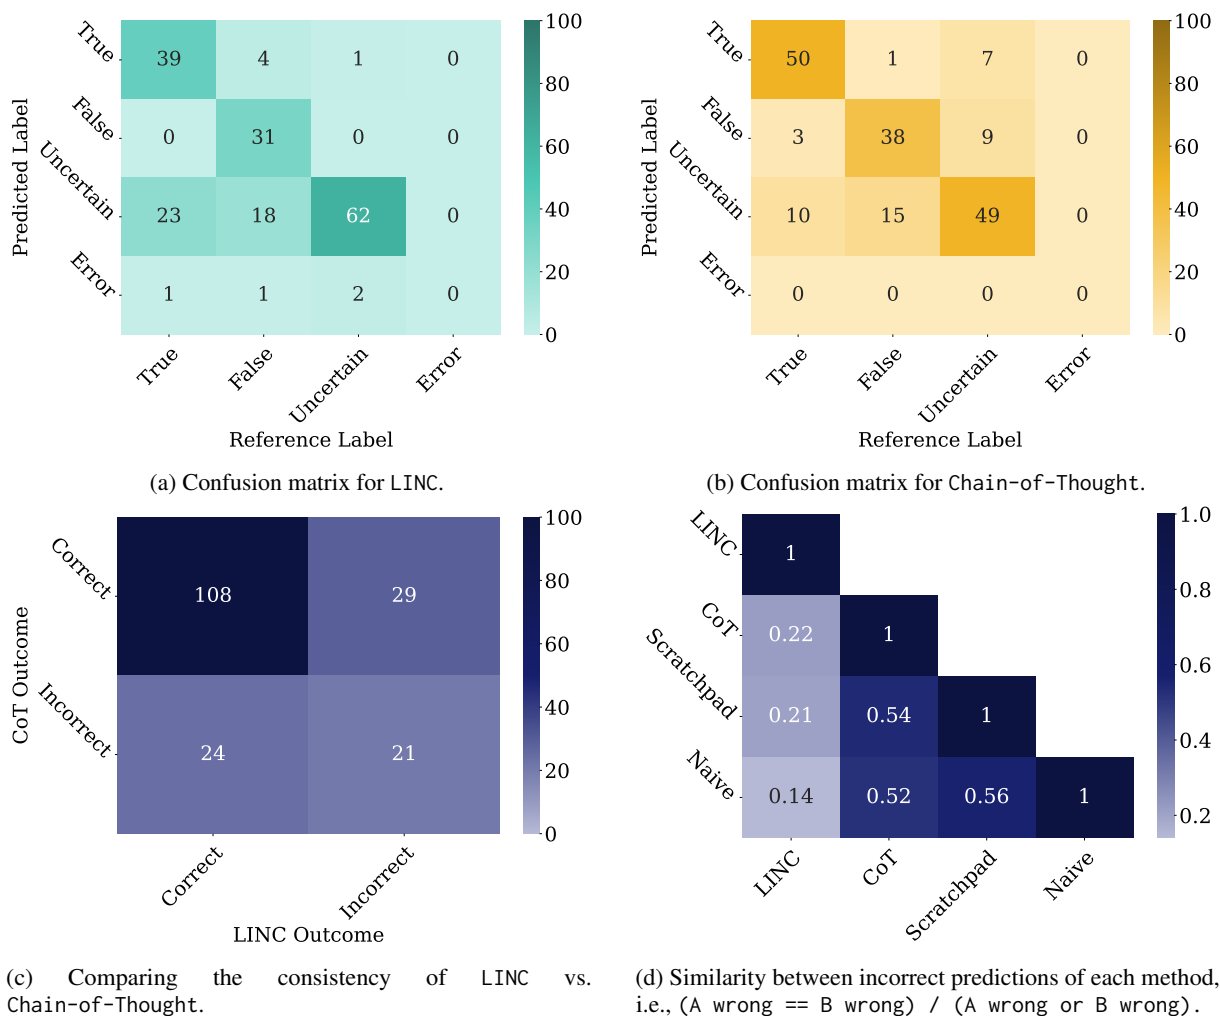 True
False
Uncertain
Error
Predicted Label
39 4 1 0
0 31 0 0
23 18 62 0
1 1 2 0
True False Uncertain Error
Reference Label
100
80
60
40
20
0
(a) Confusion matrix for LINC.
True
False
Uncertain
Error
Predicted Label
50 1 7 0
3 38 9 0
10 15 49 0
0 0 0 0
True False Uncertain Error
Reference Label
100
80
60
40
20
0
(b) Confusion matrix for Chain-of-Thought.
Correct
Incorrect
CoT Outcome
108 29
24 21
Correct Incorrect
LINC Outcome
100
80
60
40
20
0
(c) Comparing the consistency of LINC vs.
Chain-of-Thought.
LINC
CoT
Scratchpad
Naive
1
0.22 1
0.21 0.54 1
0.14 0.52 0.56 1
LINC CoT Scratchpad Naive
1.0
0.8
0.6
0.4
0.2
(d) Similarity between incorrect predictions of each method,
i.e., (A wrong == B wrong) / (A wrong or B wrong).